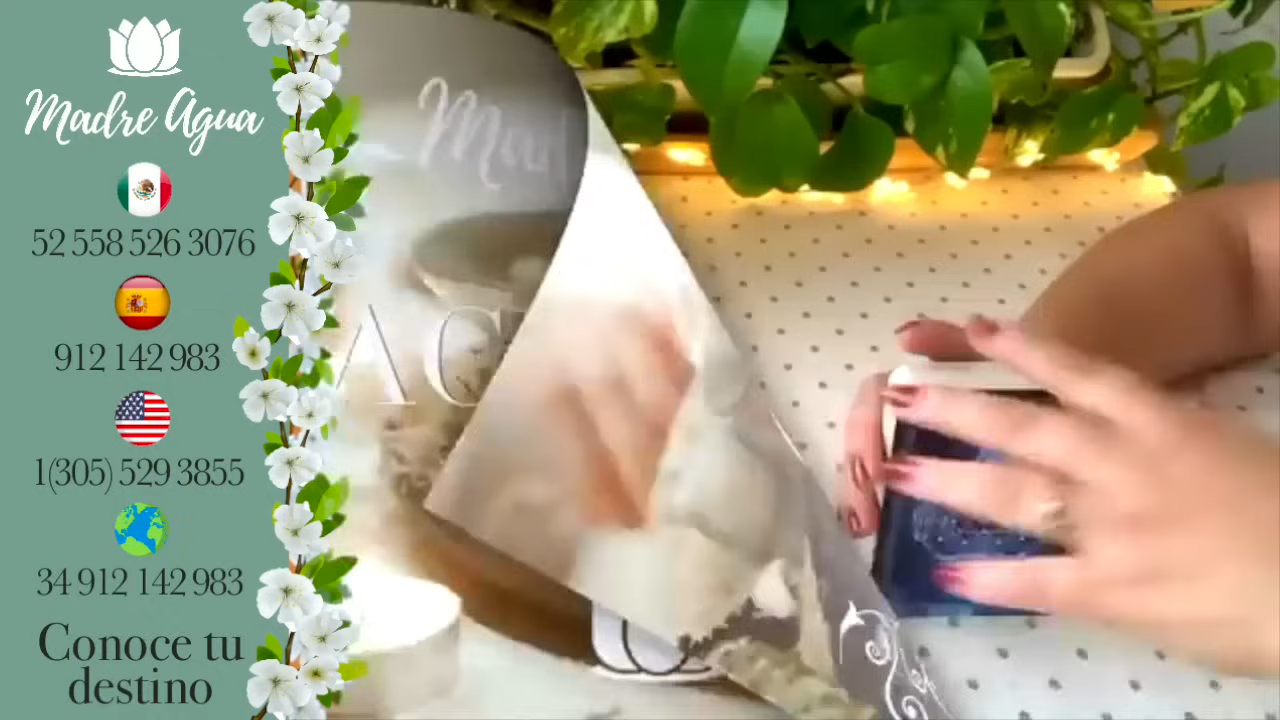 Madre Agua
52 558 526 3076
912 142 983
1(305) 529 3855
34 912 142 983
Conoce tu
destino